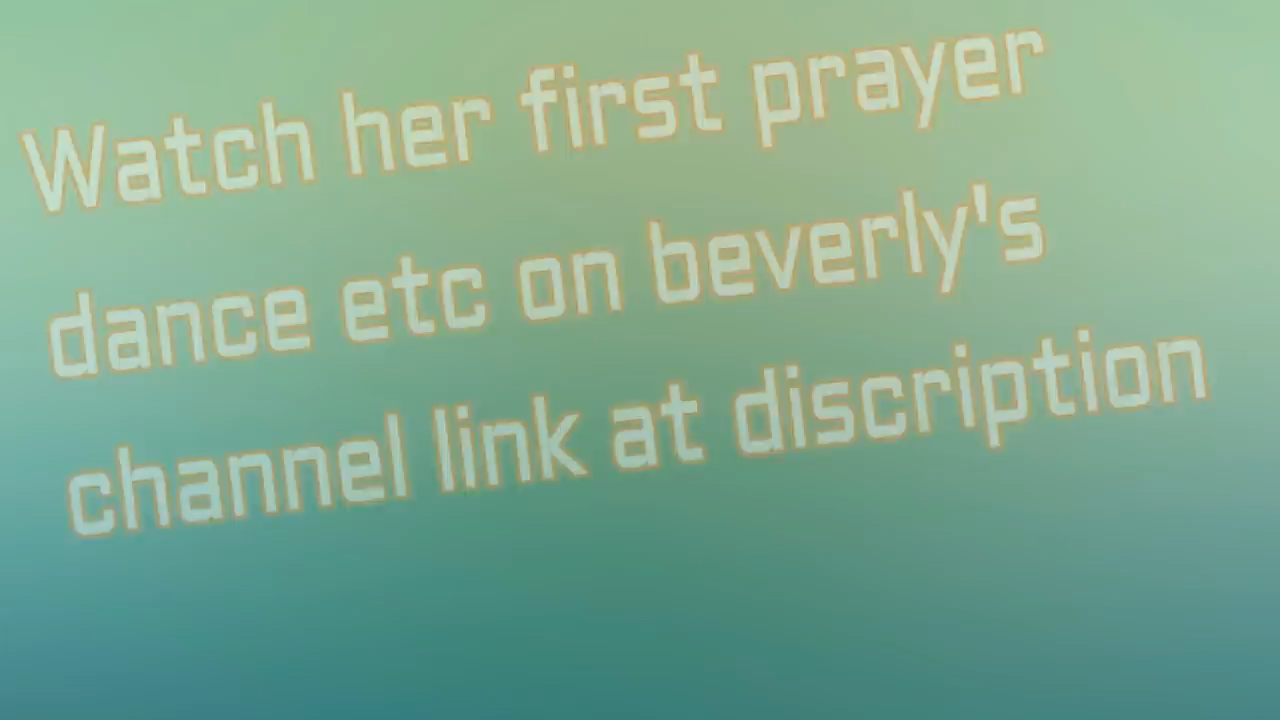 Watch her first prayer
dance etc on beverly's
channel link at discription